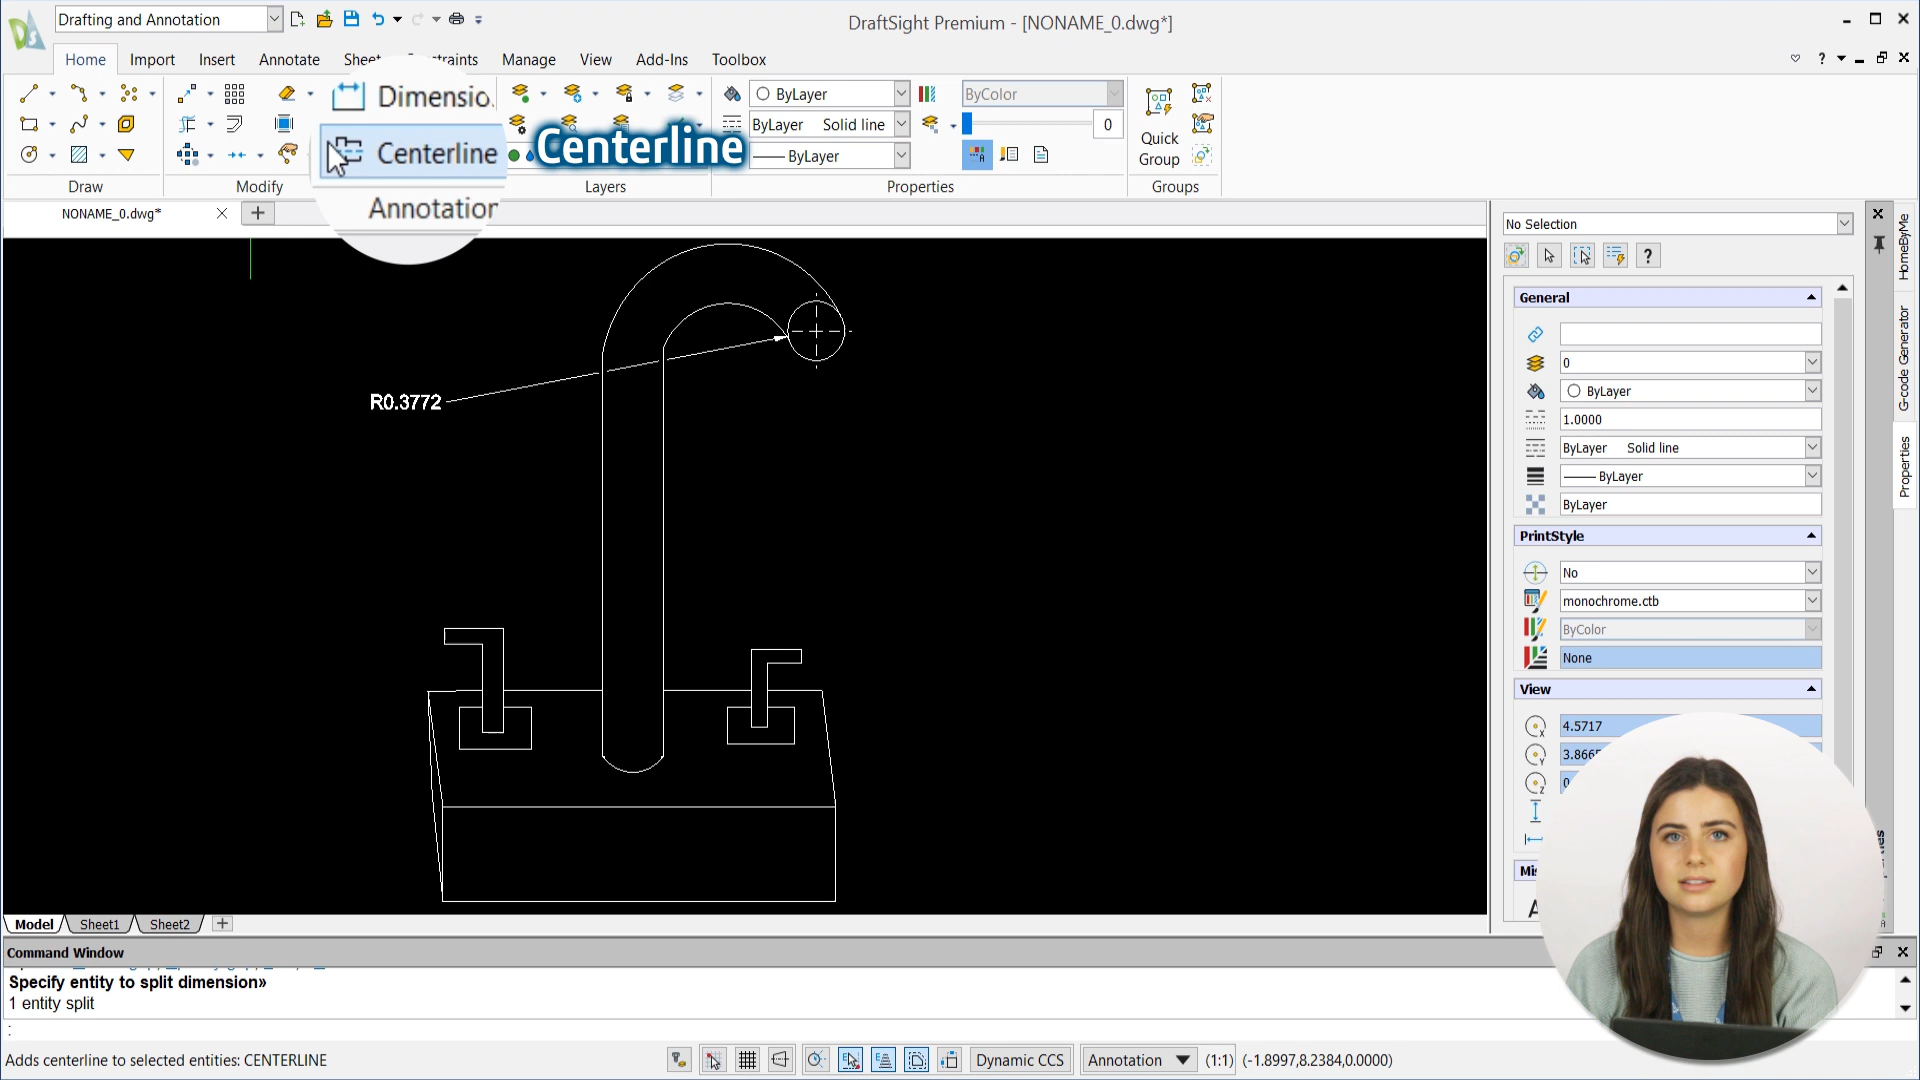 Drafting and Annotation
DraftSight Premium - [NONAME_0.dwg*]
Home Import Insert Annotate Sheet Manage View Add-Ins Toolbox
Dimensio
Centerline
Annotation
Centerline
ByLayer
ByColor
ByLayer Solid line
0
ByLayer
Quick
Group
Draw Modify Layers Properties Groups
NONAME_0.dwg*
No Selection
HomeByMe
G-code Generator
Properties
General
0
ByLayer
1.0000
ByLayer Solid line
ByLayer
ByLayer
PrintStyle
No
monochrome.ctb
ByColor
None
View
4.5717
R0.3772
Model Sheet1 Sheet2
Command Window
Specify entity to split dimension»
1 entity split
:
Adds centerline to selected entities: CENTERLINE
Dynamic CCS
Annotation
(1:1)
(-1.8997,8.2384,0.0000)